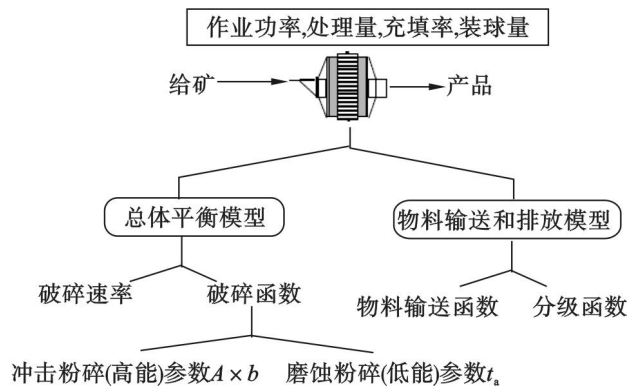 作业功率,处理量,充填率,装球量
给矿
产品
总体平衡模型
物料输送和排放模型
破碎速率
破碎函数
物料输送函数
分级函数
冲击粉碎(高能)参数A×b
磨蚀粉碎(低能)参数tₐ